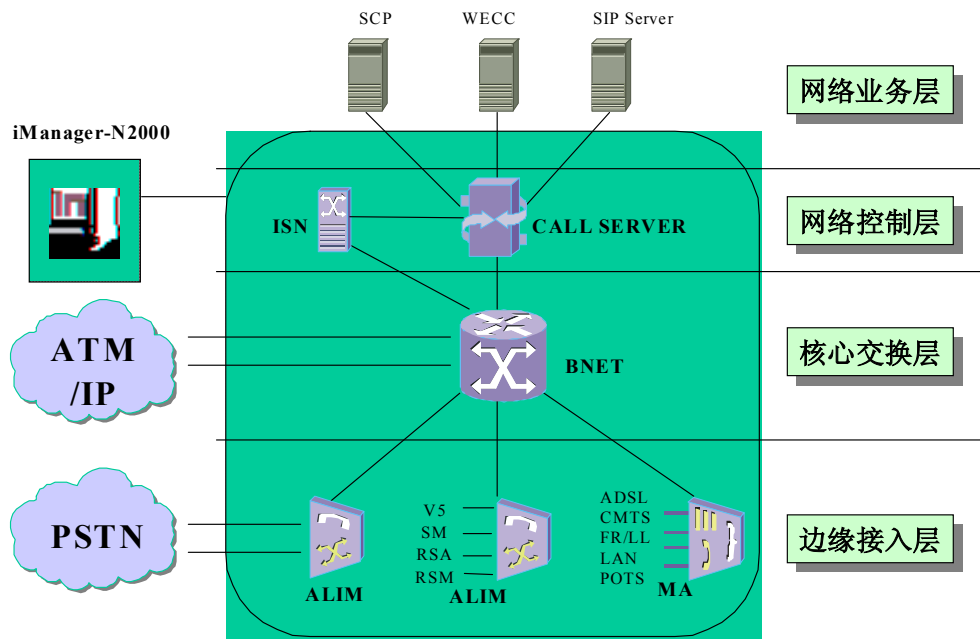 SCP
WECC
SIP Server
网络业务层
iManager-N2000
ISN
CALL SERVER
网络控制层
ATM
/IP
BNET
核心交换层
PSTN
ALIM
V5
SM
RSA
RSM
ALIM
ADSL
CMTS
FR/LL
LAN
POTS
MA
边缘接入层